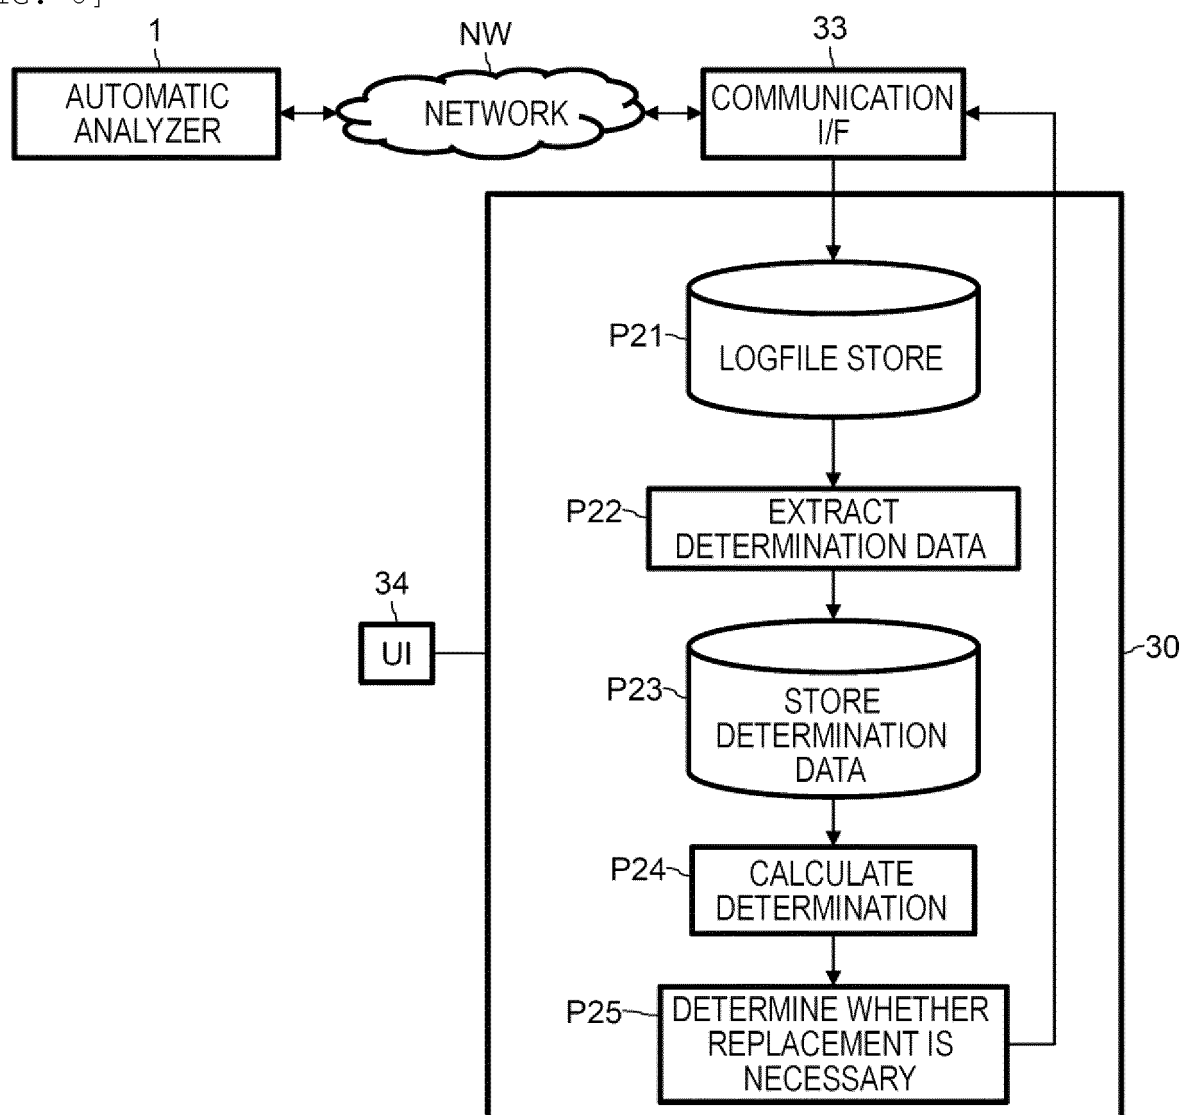 1
NW
33
AUTOMATIC
ANALYZER
NETWORK
COMMUNICATION
I/F
P21
LOGFILE STORE
P22
EXTRACT
DETERMINATION DATA
34
UI
30
P23
STORE
DETERMINATION
DATA
P24
CALCULATE
DETERMINATION
P25
DETERMINE WHETHER
REPLACEMENT IS
NECESSARY